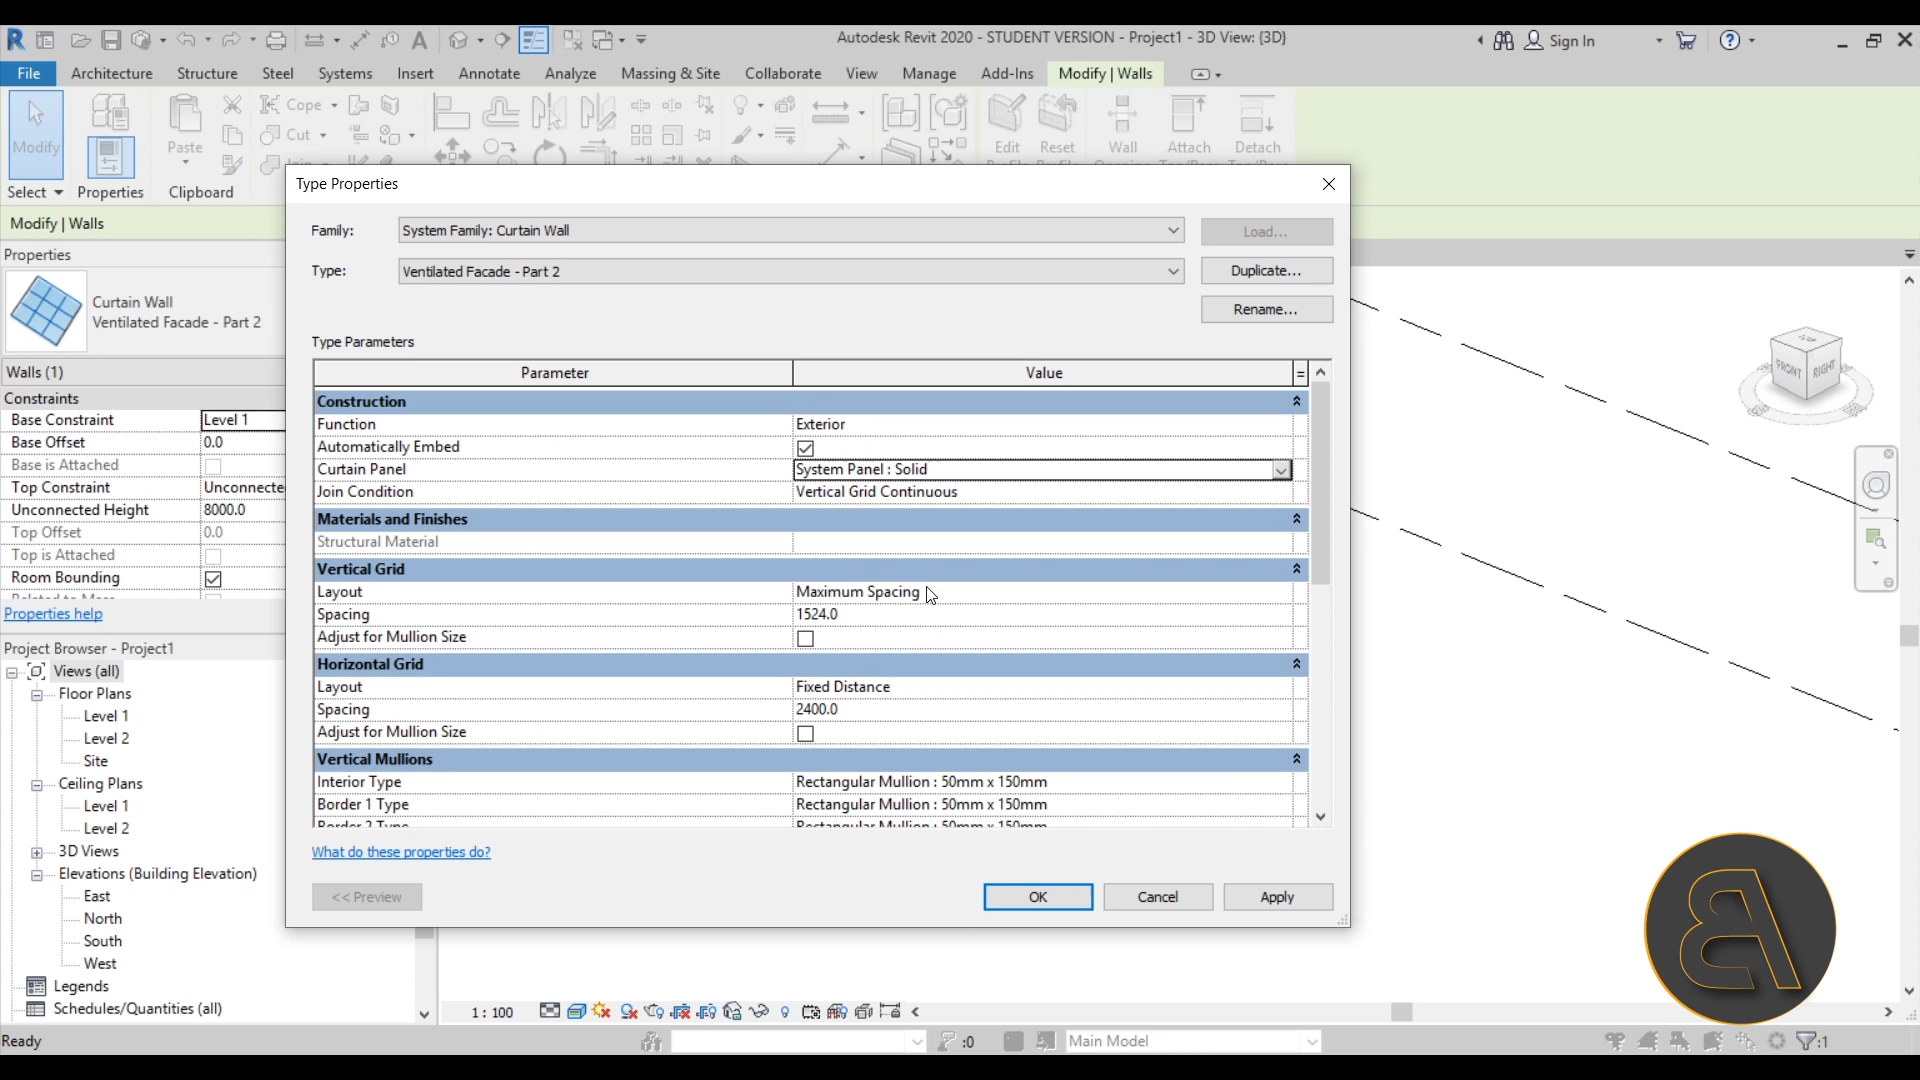 Autodesk Revit 2020 - STUDENT VERSION - Project1 - 3D View: {3D}
Sign In
File Architecture Structure Steel Systems Insert Annotate Analyze Massing & Site Collaborate View Manage Add-Ins Modify | Walls
Modify
Paste
Cope
Cut
Edit
Reset
Wall
Attach
Detach
Select
Properties
Clipboard
Modify | Walls
Properties
Curtain Wall
Ventilated Facade - Part 2
Walls (1)
Constraints
Base Constraint Level 1
Base Offset 0.0
Base is Attached
Top Constraint Unconnecte
Unconnected Height 8000.0
Top Offset 0.0
Top is Attached
Room Bounding
Properties help
Project Browser - Project1
Views (all)
Floor Plans
Level 1
Level 2
Site
Ceiling Plans
Level 1
Level 2
3D Views
Elevations (Building Elevation)
East
North
South
West
Legends
Schedules/Quantities (all)
Type Properties
Family: System Family: Curtain Wall Load...
Type: Ventilated Facade - Part 2 Duplicate...
Rename...
Type Parameters
Parameter Value =
Construction
Function Exterior
Automatically Embed
Curtain Panel System Panel : Solid
Join Condition Vertical Grid Continuous
Materials and Finishes
Structural Material
Vertical Grid
Layout Maximum Spacing
Spacing 1524.0
Adjust for Mullion Size
Horizontal Grid
Layout Fixed Distance
Spacing 2400.0
Adjust for Mullion Size
Vertical Mullions
Interior Type Rectangular Mullion : 50mm x 150mm
Border 1 Type Rectangular Mullion : 50mm x 150mm
Border 2 Type Rectangular Mullion : 50mm x 150mm
What do these properties do?
<< Preview OK Cancel Apply
FRONT RIGHT
1 : 100
Ready
:0
Main Model
:1